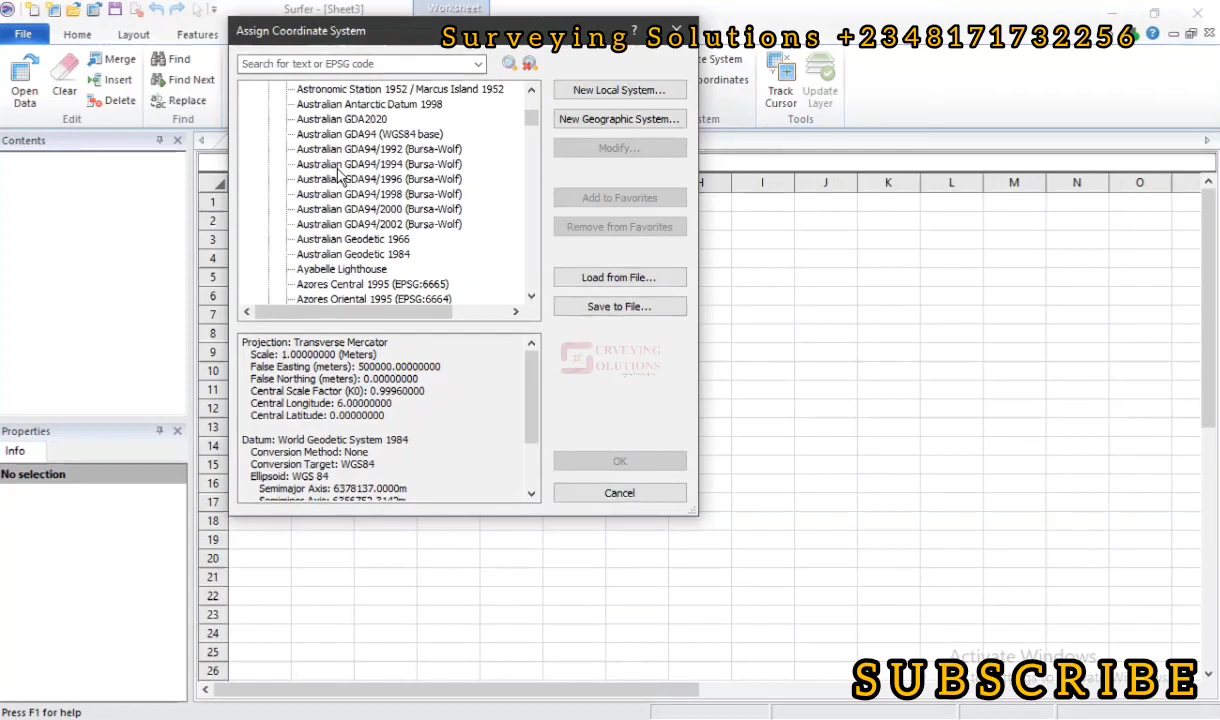 Surfer - [Sheet3]
Worksheet
File
Home
Layout
Features
Assign Coordinate System
?
Surveying Solutions +2348171732256
Open Data
Clear
Merge
Insert
Delete
Edit
Find
Find Next
Replace
Find
Search for text or EPSG code
Astronomic Station 1952 / Marcus Island 1952
Australian Antarctic Datum 1998
Australian GDA2020
Australian GDA94 (WGS84 base)
Australian GDA94/1992 (Bursa-Wolf)
Australian GDA94/1994 (Bursa-Wolf)
Australian GDA94/1996 (Bursa-Wolf)
Australian GDA94/1998 (Bursa-Wolf)
Australian GDA94/2000 (Bursa-Wolf)
Australian GDA94/2002 (Bursa-Wolf)
Australian Geodetic 1966
Australian Geodetic 1984
Ayabelle Lighthouse
Azores Central 1995 (EPSG:6665)
Azores Oriental 1995 (EPSG:6664)
New Local System...
New Geographic System...
Modify...
Add to Favorites
Remove from Favorites
Load from File...
Save to File...
URVEYING
OLUTIONS
OK
Cancel
Projection: Transverse Mercator
Scale: 1.00000000 (Meters)
False Easting (meters): 500000.00000000
False Northing (meters): 0.00000000
Central Scale Factor (K0): 0.99960000
Central Longitude: 6.00000000
Central Latitude: 0.00000000
Datum: World Geodetic System 1984
Conversion Method: None
Conversion Target: WGS84
Ellipsoid: WGS 84
Semimajor Axis: 6378137.0000m
ce System
oordinates
stem
Track Cursor
Update Layer
Tools
Contents
Properties
Info
No selection
H I J K L M N O
1
2
3
4
5
6
7
8
9
10
11
12
13
14
15
16
17
18
19
20
21
22
23
24
25
26
Activate Windows
SUBSCRIBE
Press F1 for help